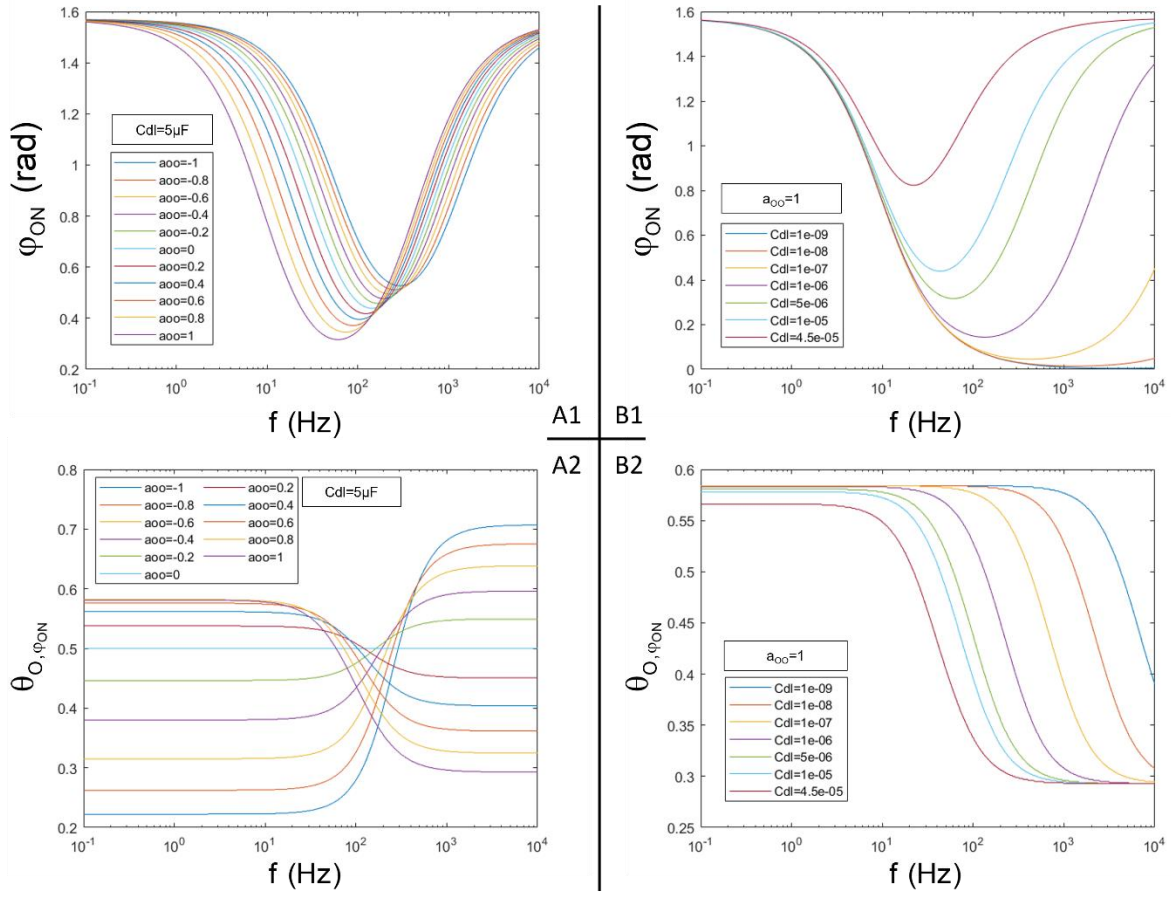 1.6
1.4
1.2
1
0.8
0.6
0.4
0.2
φON (rad)
Cdl=5µF
aoo=-1
aoo=-0.8
aoo=-0.6
aoo=-0.4
aoo=-0.2
aoo=0
aoo=0.2
aoo=0.4
aoo=0.6
aoo=0.8
aoo=1
10-1 100 101 102 103 104
f (Hz)
A1
1.6
1.4
1.2
1
0.8
0.6
0.4
0.2
0
φON (rad)
aOO=1
Cdl=1e-09
Cdl=1e-08
Cdl=1e-07
Cdl=1e-06
Cdl=5e-06
Cdl=1e-05
Cdl=4.5e-05
10-1 100 101 102 103 104
f (Hz)
B1
A2
0.8
0.7
0.6
0.5
0.4
0.3
0.2
θO,φON
aoo=-1 aoo=0.2
aoo=-0.8 aoo=0.4
aoo=-0.6 aoo=0.6
aoo=-0.4 aoo=0.8
aoo=-0.2 aoo=1
aoo=0
Cdl=5µF
10-1 100 101 102 103 104
f (Hz)
B2
0.6
0.55
0.5
0.45
0.4
0.35
0.3
0.25
θO,φON
aOO=1
Cdl=1e-09
Cdl=1e-08
Cdl=1e-07
Cdl=1e-06
Cdl=5e-06
Cdl=1e-05
Cdl=4.5e-05
10-1 100 101 102 103 104
f (Hz)